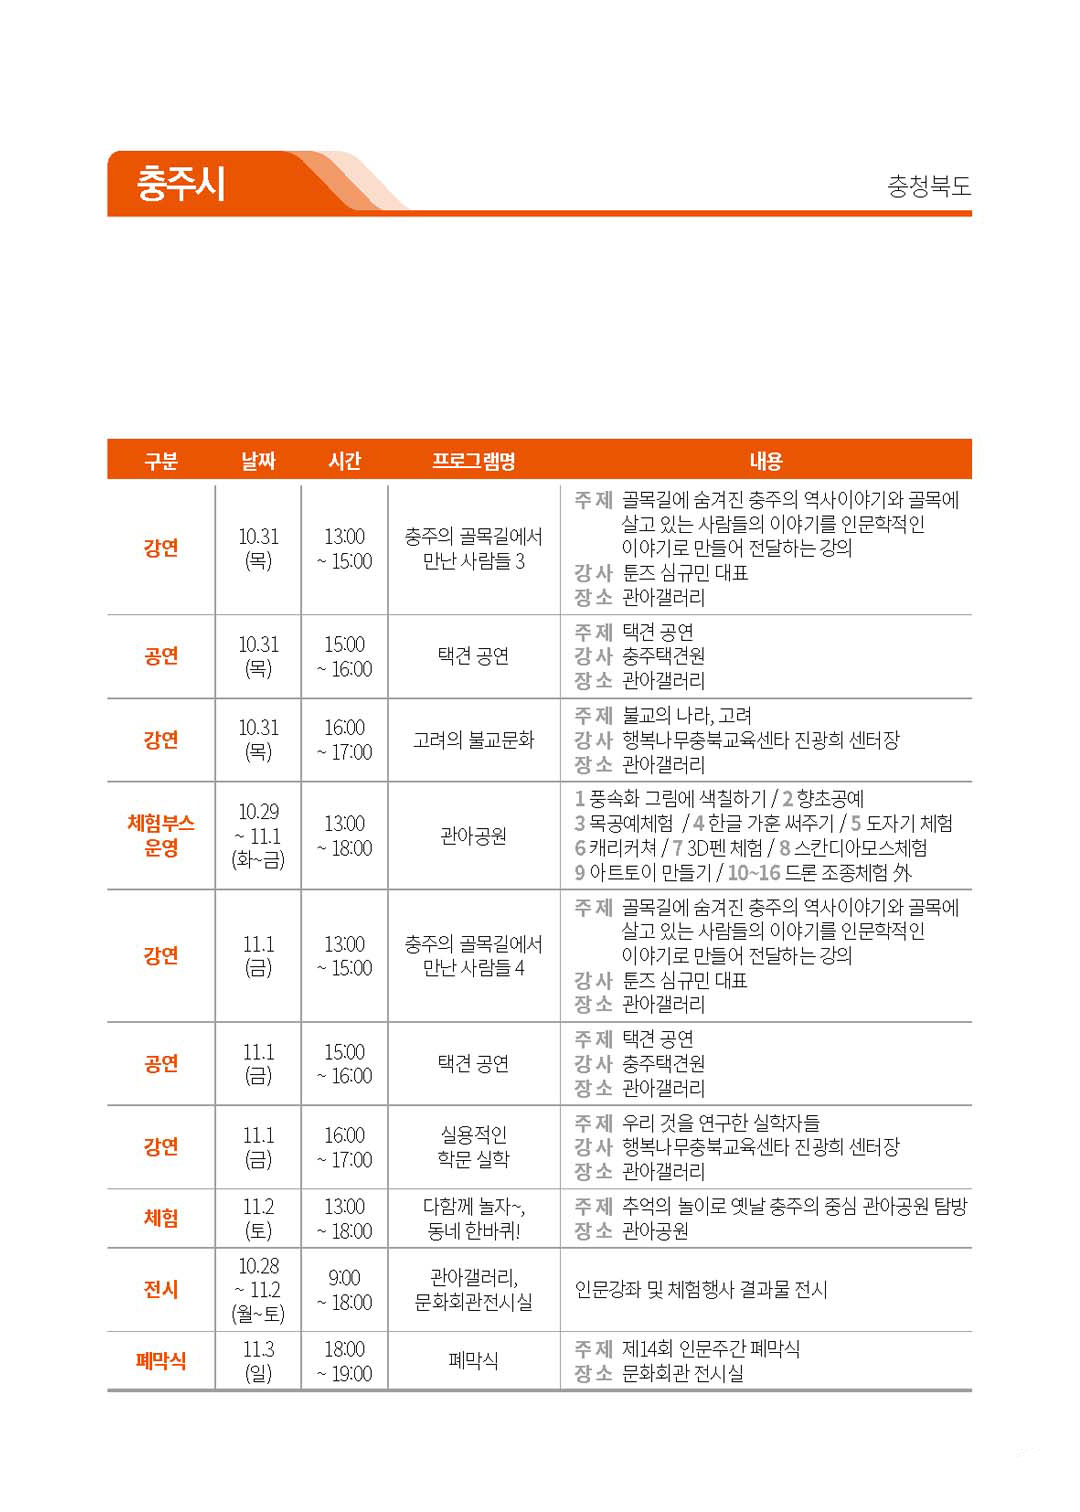 충주시
충청북도
구분 날짜 시간 프로그램명 내용
강연
10.31
(목)
13:00
~ 15:00
충주의 골목길에서
만난 사람들 3
주 제 골목길에 숨겨진 충주의 역사이야기와 골목에
살고 있는 사람들의 이야기를 인문학적인
이야기로 만들어 전달하는 강의
강 사 툰즈 심규민 대표
장 소 관아갤러리
공연
10.31
(목)
15:00
~ 16:00
택견 공연
주 제 택견 공연
강 사 충주택견원
장 소 관아갤러리
강연
10.31
(목)
16:00
~ 17:00
고려의 불교문화
주 제 불교의 나라, 고려
강 사 행복나무충북교육센타 진광희 센터장
장 소 관아갤러리
체험부스
운영
10.29
~ 11.1
(화~금)
13:00
~ 18:00
관아공원
1 풍속화 그림에 색칠하기 / 2 향초공예
3 목공예체험 / 4 한글 가훈 써주기 / 5 도자기 체험
6 캐리커쳐 / 7 3D펜 체험 / 8 스칸디아모스체험
9 아트토이 만들기 / 10~16 드론 조종체험 外
강연
11.1
(금)
13:00
~ 15:00
충주의 골목길에서
만난 사람들 4
주 제 골목길에 숨겨진 충주의 역사이야기와 골목에
살고 있는 사람들의 이야기를 인문학적인
이야기로 만들어 전달하는 강의
강 사 툰즈 심규민 대표
장 소 관아갤러리
공연
11.1
(금)
15:00
~ 16:00
택견 공연
주 제 택견 공연
강 사 충주택견원
장 소 관아갤러리
강연
11.1
(금)
16:00
~ 17:00
실용적인
학문 실학
주 제 우리 것을 연구한 실학자들
강 사 행복나무충북교육센타 진광희 센터장
장 소 관아갤러리
체험
11.2
(토)
13:00
~ 18:00
다함께 놀자~,
동네 한바퀴!
주 제 추억의 놀이로 옛날 충주의 중심 관아공원 탐방
장 소 관아공원
전시
10.28
~ 11.2
(월~토)
9:00
~ 18:00
관아갤러리,
문화회관전시실
인문강좌 및 체험행사 결과물 전시
폐막식
11.3
(일)
18:00
~ 19:00
폐막식
주 제 제14회 인문주간 폐막식
장 소 문화회관 전시실